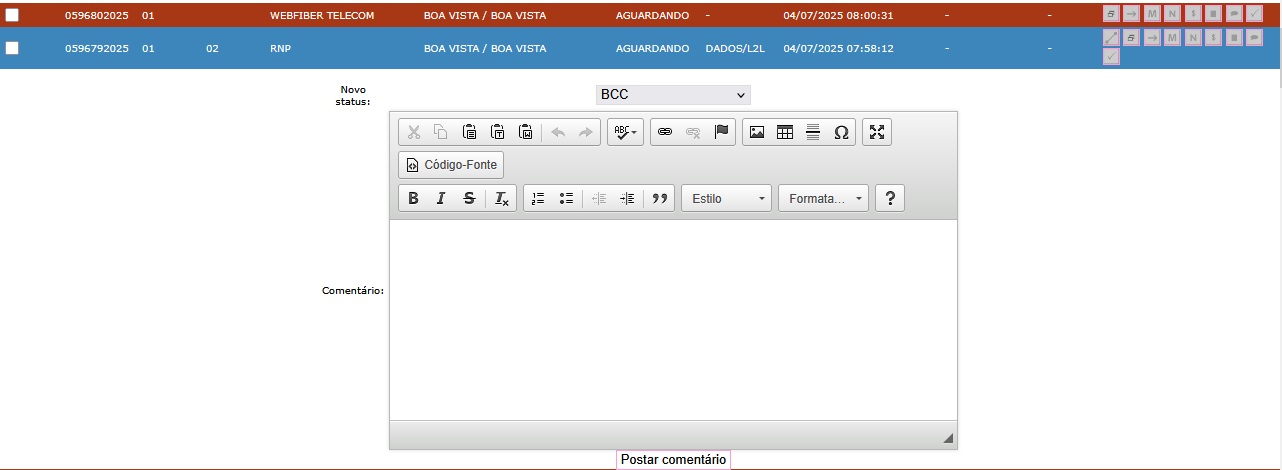 0596802025 01 WEBFIBER TELECOM BOA VISTA / BOA VISTA AGUARDANDO - 04/07/2025 08:00:31 - - M N $
0596792025 01 02 RNP BOA VISTA / BOA VISTA AGUARDANDO DADOS/L2L 04/07/2025 07:58:12 - - M N $
Novo
status:
BCC
ABC
Ω
Código-Fonte
B I S Tx
Estilo
Formata...
?
Comentário:
Postar comentário